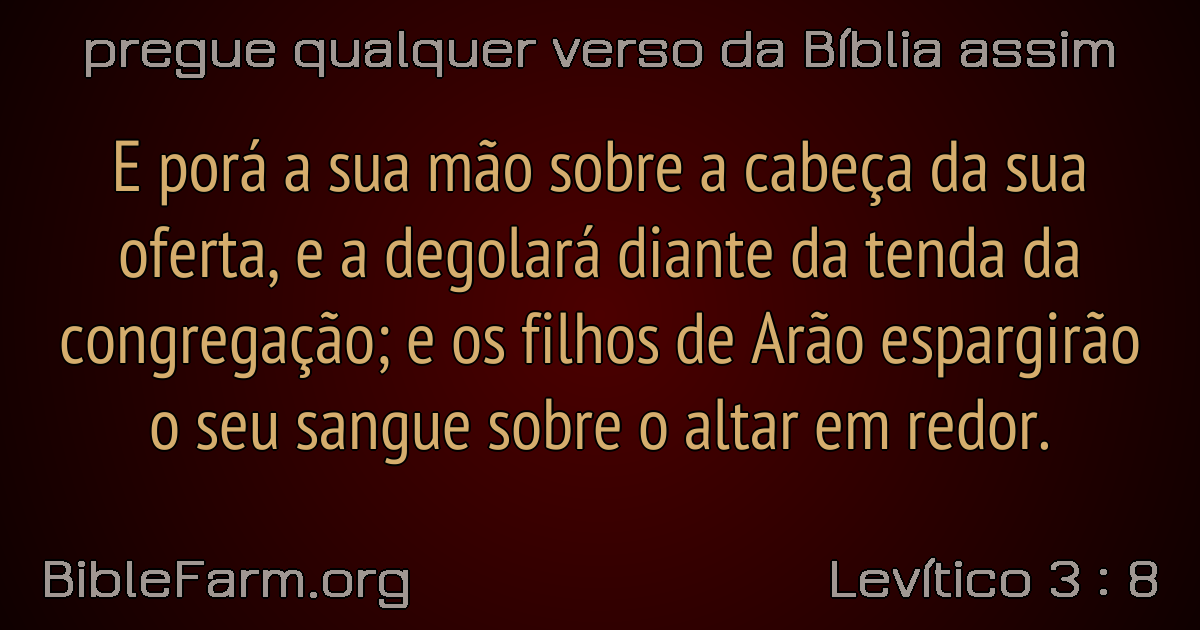 pregue qualquer verso da Bíblia assim
E porá a sua mão sobre a cabeça da sua
oferta, e a degolará diante da tenda da
congregação; e os filhos de Arão espargirão
o seu sangue sobre o altar em redor.
BibleFarm.org
Levítico 3 : 8